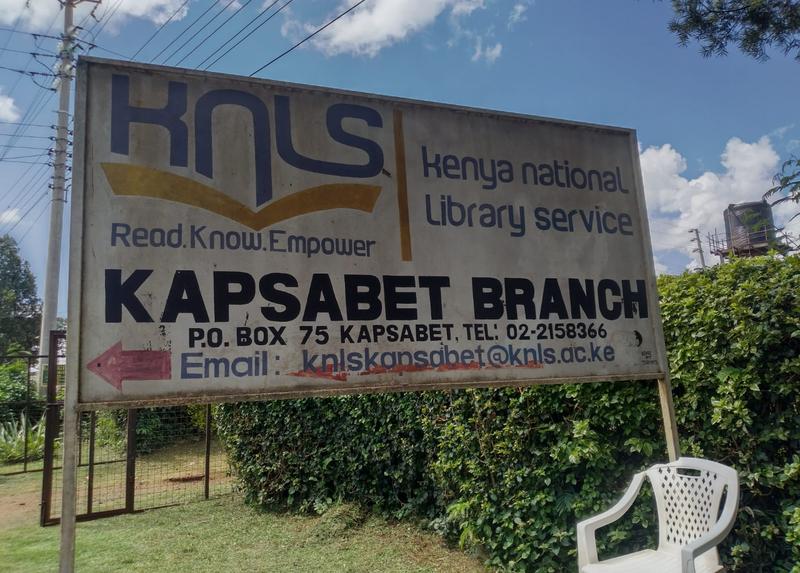 KNLS
kenya national
Library service
Read.Know.Empower
KAPSABET BRANCH
P.O. BOX 75 KAPSABET, TEL: 02-2158366
Email: knlskapsabet@knls.ac.ke